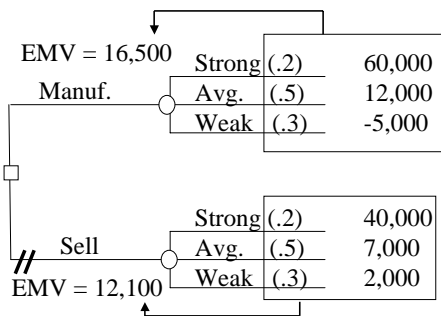 EMV = 16,500
Strong (.2) 60,000
Manuf. Avg. (.5) 12,000
Weak (.3) -5,000
Strong (.2) 40,000
Sell Avg. (.5) 7,000
Weak (.3) 2,000
EMV = 12,100